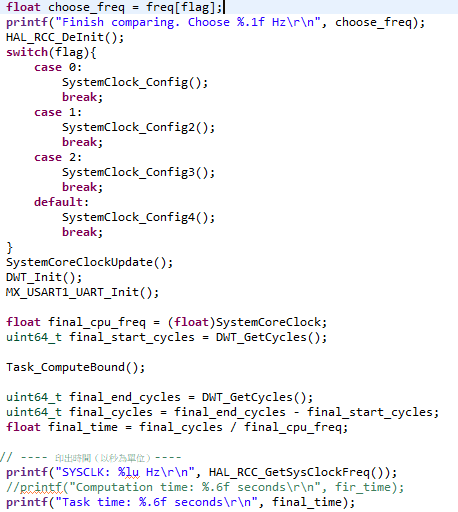 float choose_freq = freq[flag];
printf("Finish comparing. Choose %.1f Hz\r\n", choose_freq);
HAL_RCC_DeInit();
switch(flag){
    case 0:
        SystemClock_Config();
        break;
    case 1:
        SystemClock_Config2();
        break;
    case 2:
        SystemClock_Config3();
        break;
    default:
        SystemClock_Config4();
        break;
}
SystemCoreClockUpdate();
DWT_Init();
MX_USART1_UART_Init();

float final_cpu_freq = (float)SystemCoreClock;
uint64_t final_start_cycles = DWT_GetCycles();

Task_ComputeBound();

uint64_t final_end_cycles = DWT_GetCycles();
uint64_t final_cycles = final_end_cycles - final_start_cycles;
float final_time = final_cycles / final_cpu_freq;

// ---- 印出時間（以秒為單位）----
printf("SYSCLK: %lu Hz\r\n", HAL_RCC_GetSysClockFreq());
//printf("Computation time: %.6f seconds\r\n", fir_time);
printf("Task time: %.6f seconds\r\n", final_time);